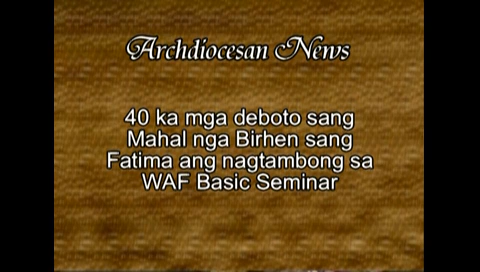 Archdiocesan News
40 ka mga deboto sang
Mahal nga Birhen sang
Fatima ang nagtambong sa
WAF Basic Seminar